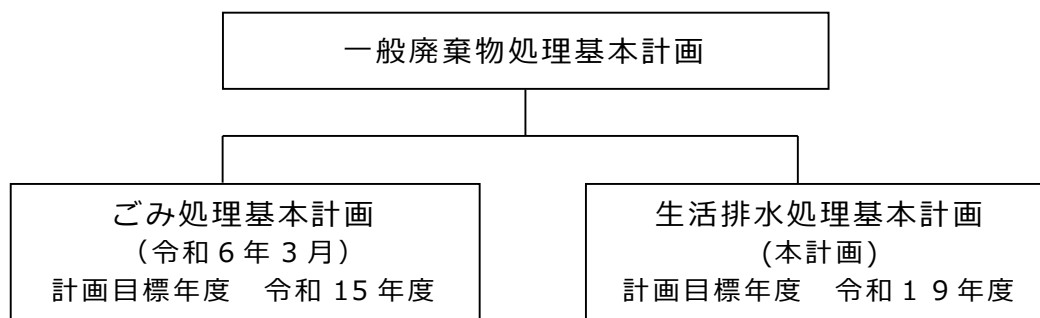 一般廃棄物処理基本計画
ごみ処理基本計画
（令和６年３月）
計画目標年度　令和 15 年度
生活排水処理基本計画
(本計画)
計画目標年度　令和１９年度